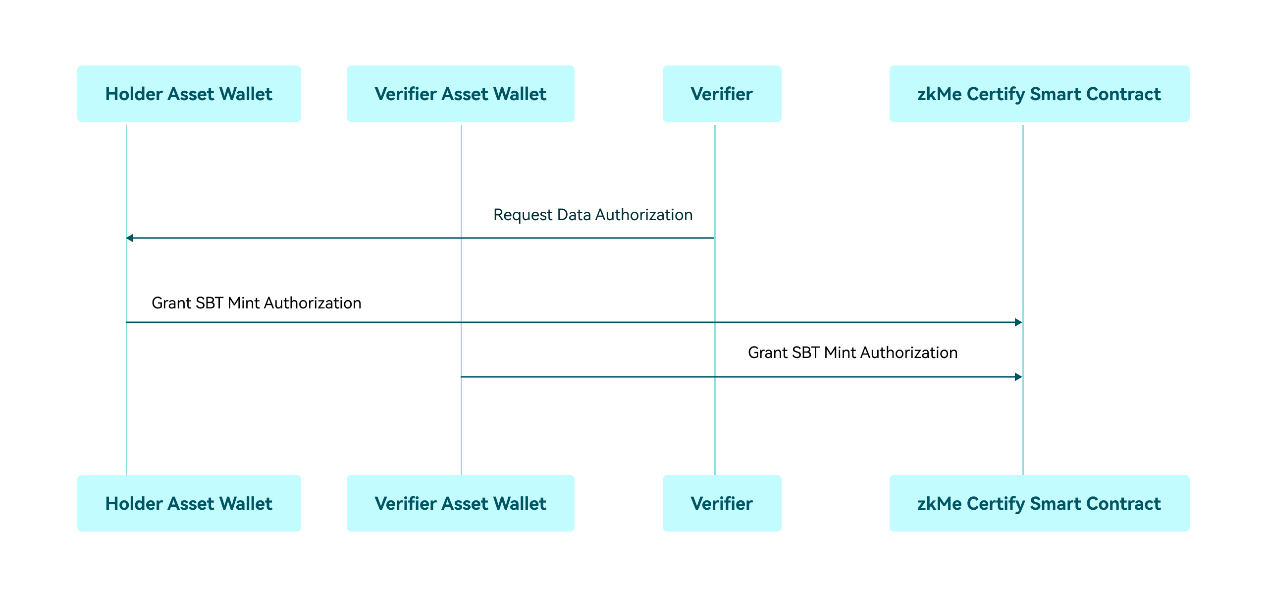 Holder Asset Wallet
Verifier Asset Wallet
Verifier
zkMe Certify Smart Contract
Request Data Authorization
Grant SBT Mint Authorization
Grant SBT Mint Authorization
Holder Asset Wallet
Verifier Asset Wallet
Verifier
zkMe Certify Smart Contract